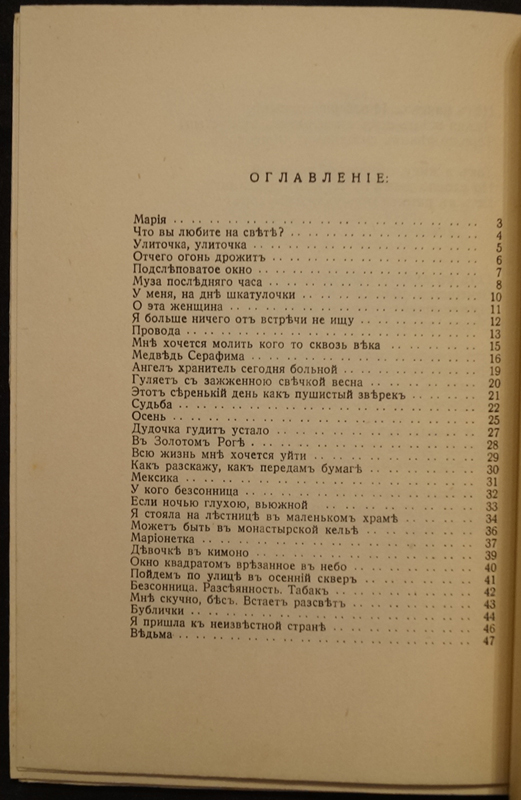 ОГЛАВЛЕНІЕ:
Марія . . . . . . . . . . . . . . . . . . . . 3
Что вы любите на свѣтѣ? . . . . . . . . . . . . . . 4
Улиточка, улиточка . . . . . . . . . . . . . . . . 5
Отчего огонь дрожитъ . . . . . . . . . . . . . . . 6
Подслѣповатое окно . . . . . . . . . . . . . . . . 7
Муза послѣдняго часа . . . . . . . . . . . . . . . 8
У меня, на днѣ шкатулочки . . . . . . . . . . . . . 10
О эта женщина . . . . . . . . . . . . . . . . . . 11
Я больше ничего отъ встрѣчи не ищу . . . . . . . . . 12
Провода . . . . . . . . . . . . . . . . . . . . 13
Мнѣ хочется молить кого то сквозь вѣка . . . . . . . 15
Медвѣдь Серафима . . . . . . . . . . . . . . . . . 16
Ангелъ хранитель сегодня больной . . . . . . . . . . 19
Гуляетъ съ зажженною свѣчкой весна . . . . . . . . . 20
Этотъ сѣренькій день какъ пушистый звѣрекъ . . . . . . 21
Судьба . . . . . . . . . . . . . . . . . . . . 22
Осень . . . . . . . . . . . . . . . . . . . . 25
Дудочка гудитъ устало . . . . . . . . . . . . . . . 27
Въ Золотомъ Рогѣ . . . . . . . . . . . . . . . . . 28
Всю жизнь мнѣ хочется уйти . . . . . . . . . . . . . 29
Какъ разскажу, какъ передамъ бумагѣ . . . . . . . . 30
Мексика . . . . . . . . . . . . . . . . . . . . 31
У кого безсонница . . . . . . . . . . . . . . . . 32
Если ночью глухою, вьюжной . . . . . . . . . . . . . 33
Я стояла на лѣстницѣ въ маленькомъ храмѣ . . . . . . 34
Можетъ быть въ монастырской кельѣ . . . . . . . . . 36
Маріонетка . . . . . . . . . . . . . . . . . . . 37
Дѣвочкѣ въ кимоно . . . . . . . . . . . . . . . . 39
Окно квадратомъ врѣзанное въ небо . . . . . . . . . 40
Пойдемъ по улицѣ въ осенній скверъ . . . . . . . . . 41
Безсонница. Разсѣянность. Табакъ . . . . . . . . . . 42
Мнѣ скучно, бѣсъ. Встаетъ разсвѣтъ . . . . . . . . . 43
Бублички . . . . . . . . . . . . . . . . . . . . 44
Я пришла къ неизвѣстной странѣ . . . . . . . . . . . 46
Вѣдьма . . . . . . . . . . . . . . . . . . . . 47